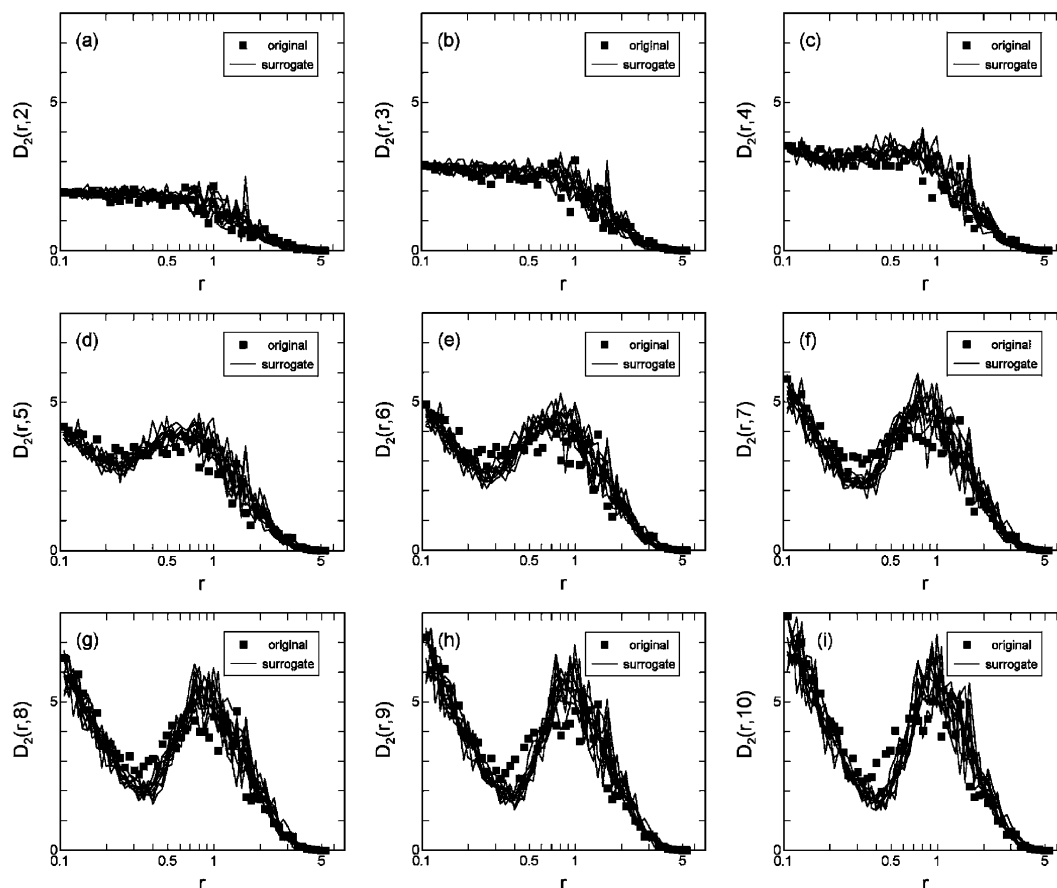 (a)
original
surrogate
D2(r,2)
5
0
0.1 0.5 1 5
r
(b)
original
surrogate
D2(r,3)
5
0
0.1 0.5 1 5
r
(c)
original
surrogate
D2(r,4)
5
0
0.1 0.5 1 5
r
(d)
original
surrogate
D2(r,5)
5
0
0.1 0.5 1 5
r
(e)
original
surrogate
D2(r,6)
5
0
0.1 0.5 1 5
r
(f)
original
surrogate
D2(r,7)
5
0
0.1 0.5 1 5
r
(g)
original
surrogate
D2(r,8)
5
0
0.1 0.5 1 5
r
(h)
original
surrogate
D2(r,9)
5
0
0.1 0.5 1 5
r
(i)
original
surrogate
D2(r,10)
5
0
0.1 0.5 1 5
r